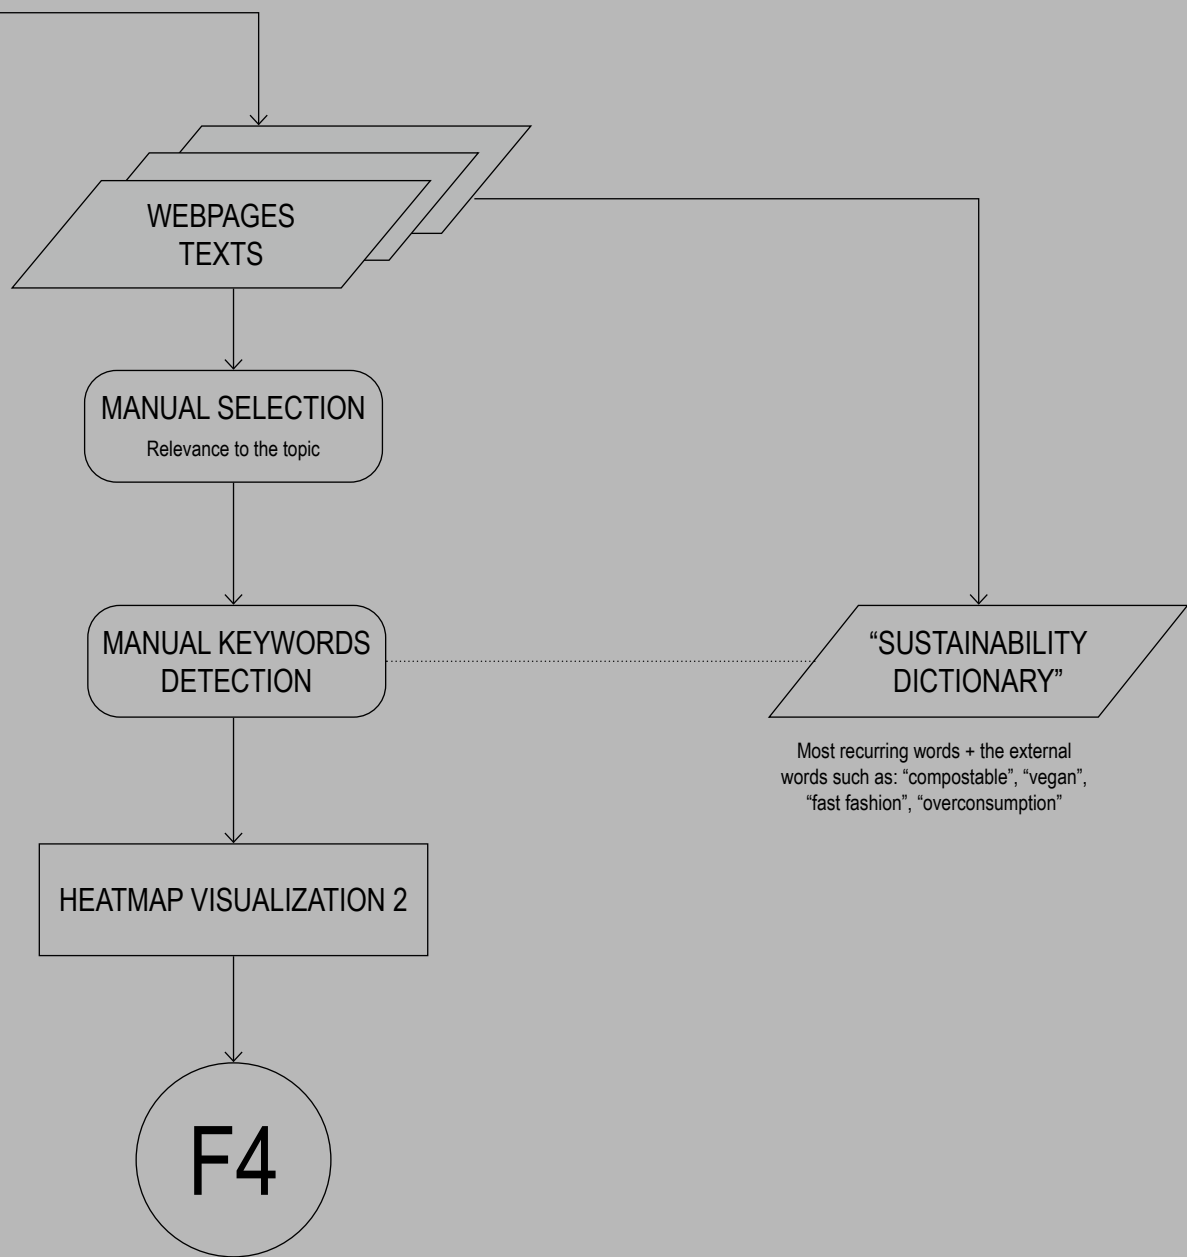 WEBPAGES
TEXTS
MANUAL SELECTION
Relevance to the topic
MANUAL KEYWORDS
DETECTION
“SUSTAINABILITY
DICTIONARY”
Most recurring words + the external
words such as: “compostable”, “vegan”,
“fast fashion”, “overconsumption”
HEATMAP VISUALIZATION 2
F4